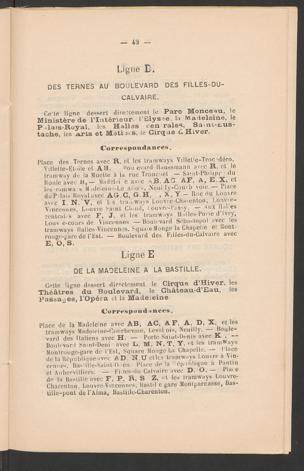 — 43 —
Ligne D.
DES TERNES AU BOULEVARD DES FILLES-DU-
CALVAIRE.
Cette ligne dessert directement le Parc Monceau, le
Ministère de l'Intérieur, l'Elysée, la Madeleine, le
Palais-Royal, les Halles centrales, Saint-Eus-
tache, les Arts et Métiers, le Cirque d'Hiver.
Correspondances.
Place des Ternes avec R, et les tramways Villette-Trocadéro,
Villette-Etoile et AH. Boulevard Haussmann avec R, et le
tramway de la Muette à la rue Tronchet — Saint-Philippe du
Roule avec — Madeleine avec AB, AC, AF, A, E, X, et
les tramways Madeleine-Levallois, Neuilly-Courbevoie — Place
du Palais Royal avec AG, C, G, H, X, Y — Rue du Louvre
avec I, N, V, et les tramways Louvre-Charenton, Louvre-
Vincennes, Louvre Saint Cloud, Louvre-Passy. — Aux Halles
centrales avec F, J, et les tramways Halles-Porte d'Ivry,
Louvre-cours de Vincennes — Boulevard Sébastopol avec les
tramways Halles-Vincennes, Square Monge la Chapelle et Mont-
rouge-gare de l'Est. — Boulevard des Filles-du-Calvaire avec
E, O, S.
Ligne E
DE LA MADELEINE A LA BASTILLE.
Cette ligne dessert directement le Cirque d'Hiver, les
Théâtres du Boulevard, le Château-d'Eau, les
Passages, l'Opéra et la Madeleine
Correspondances.
Place de la Madeleine avec AB, AC, AF, A, D, X, et les
tramways Madeleine-Courbevoie, Levallois, Neuilly. — Boule-
vard des Italiens avec H. — Porte Saint-Denis avec K. —
Boulevard Saint-Denis avec L, M, N, T, Y, et les tramways
Montrouge-gare de l'Est, Square Monge La Chapelle. — Place
de la République avec AD, N, U et les tramways Louvre à Vin-
cennes, Bastille-Saint-Ouen. Place de la République à Pantin
et Aubervilliers. — Filles-du Calvaire avec D, O. — Place
de la Bastille avec F, P, R, S, Z, et les tramways Louvre-
Charenton, Louvre-Vincennes, Bastille gare Montparnasse, Bas-
tille-pont de l'Alma, Bastille-Charenton.